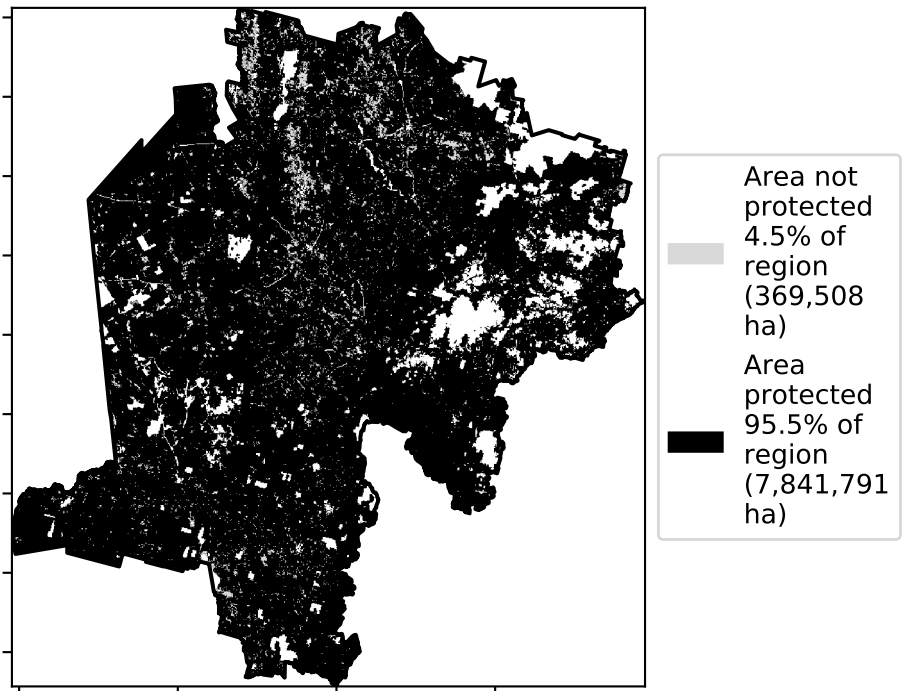 Area not
protected
4.5% of
region
(369,508
ha)
Area
protected
95.5% of
region
(7,841,791
ha)